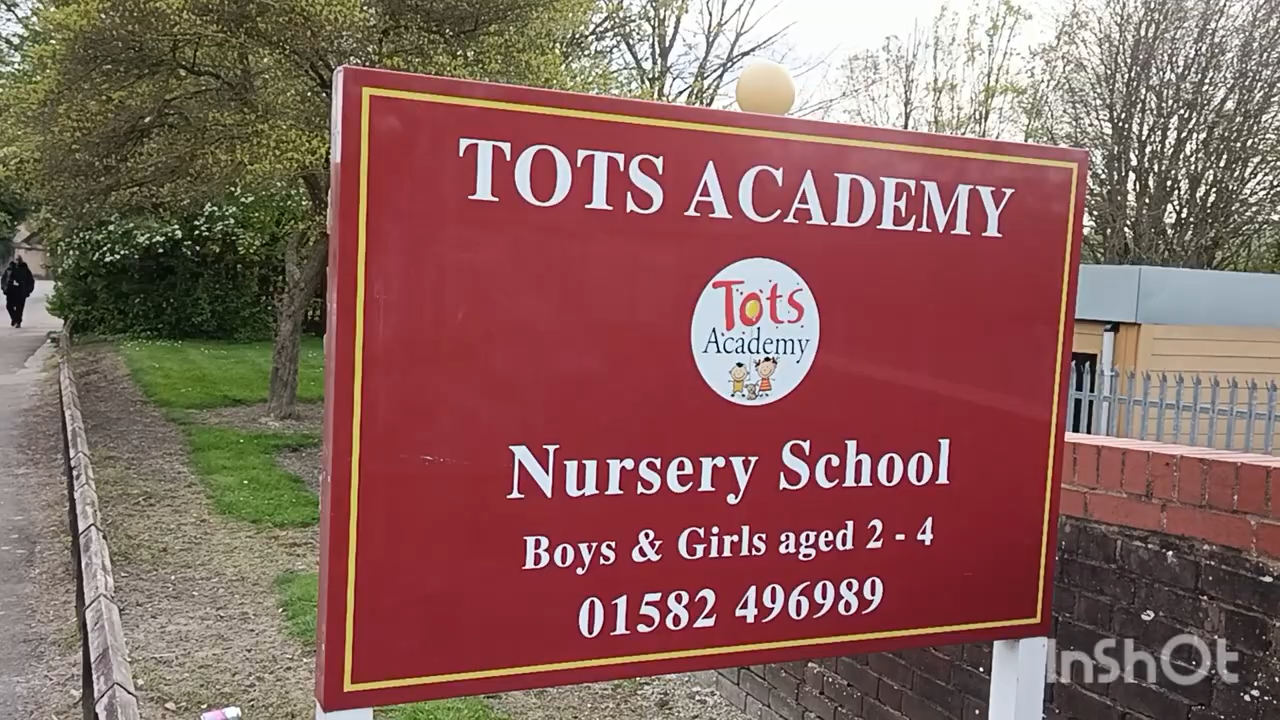 TOTS ACADEMY
Tots
Academy
Nursery School
Boys & Girls aged 2 - 4
01582 496989
InShOt